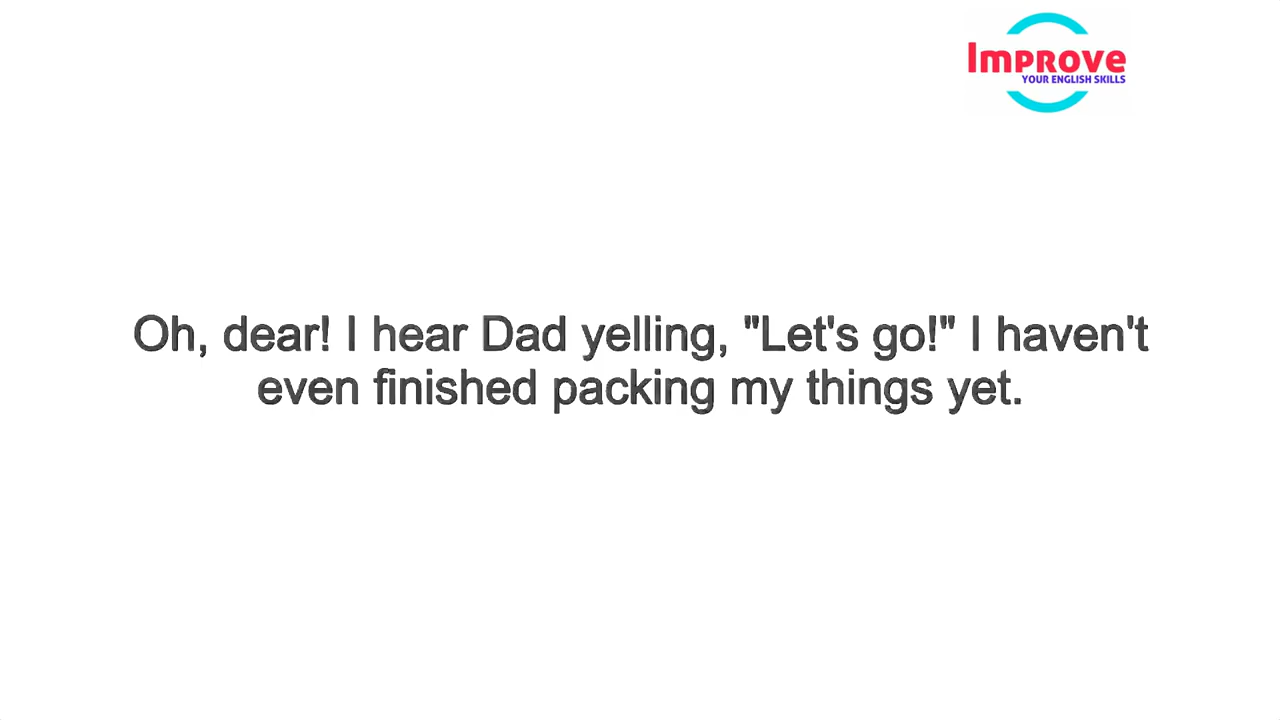 Improve
YOUR ENGLISH SKILLS
Oh, dear! I hear Dad yelling, "Let's go!" I haven't
even finished packing my things yet.